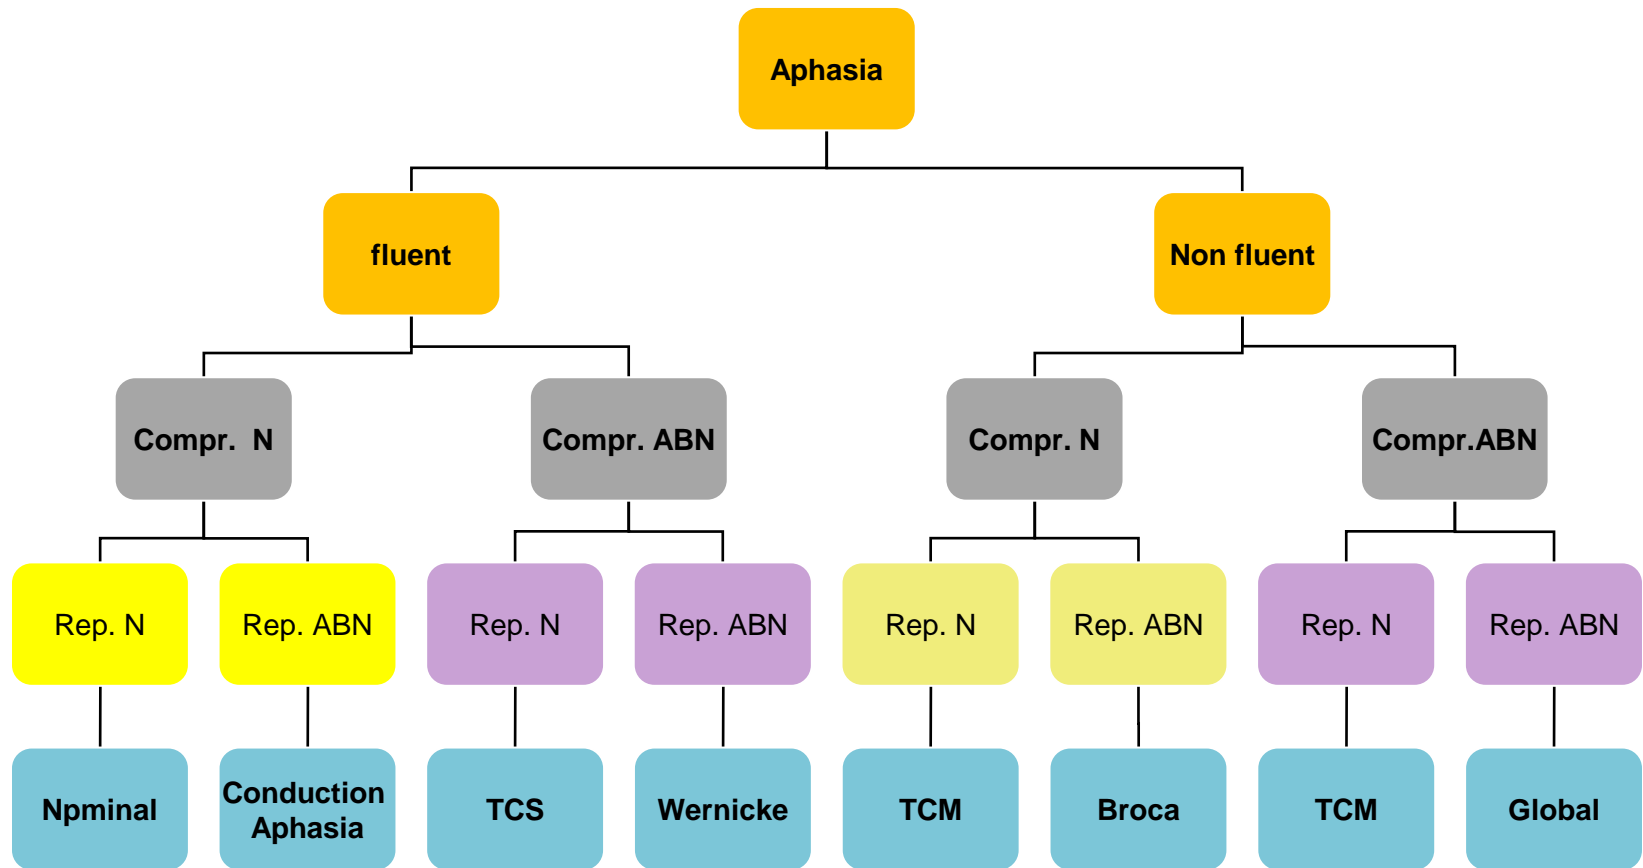 Aphasia
fluent
Non fluent
Compr. N
Compr. ABN
Compr. N
Compr.ABN
Rep. N
Rep. ABN
Rep. N
Rep. ABN
Rep. N
Rep. ABN
Rep. N
Rep. ABN
Npminal
Conduction
Aphasia
TCS
Wernicke
TCM
Broca
TCM
Global